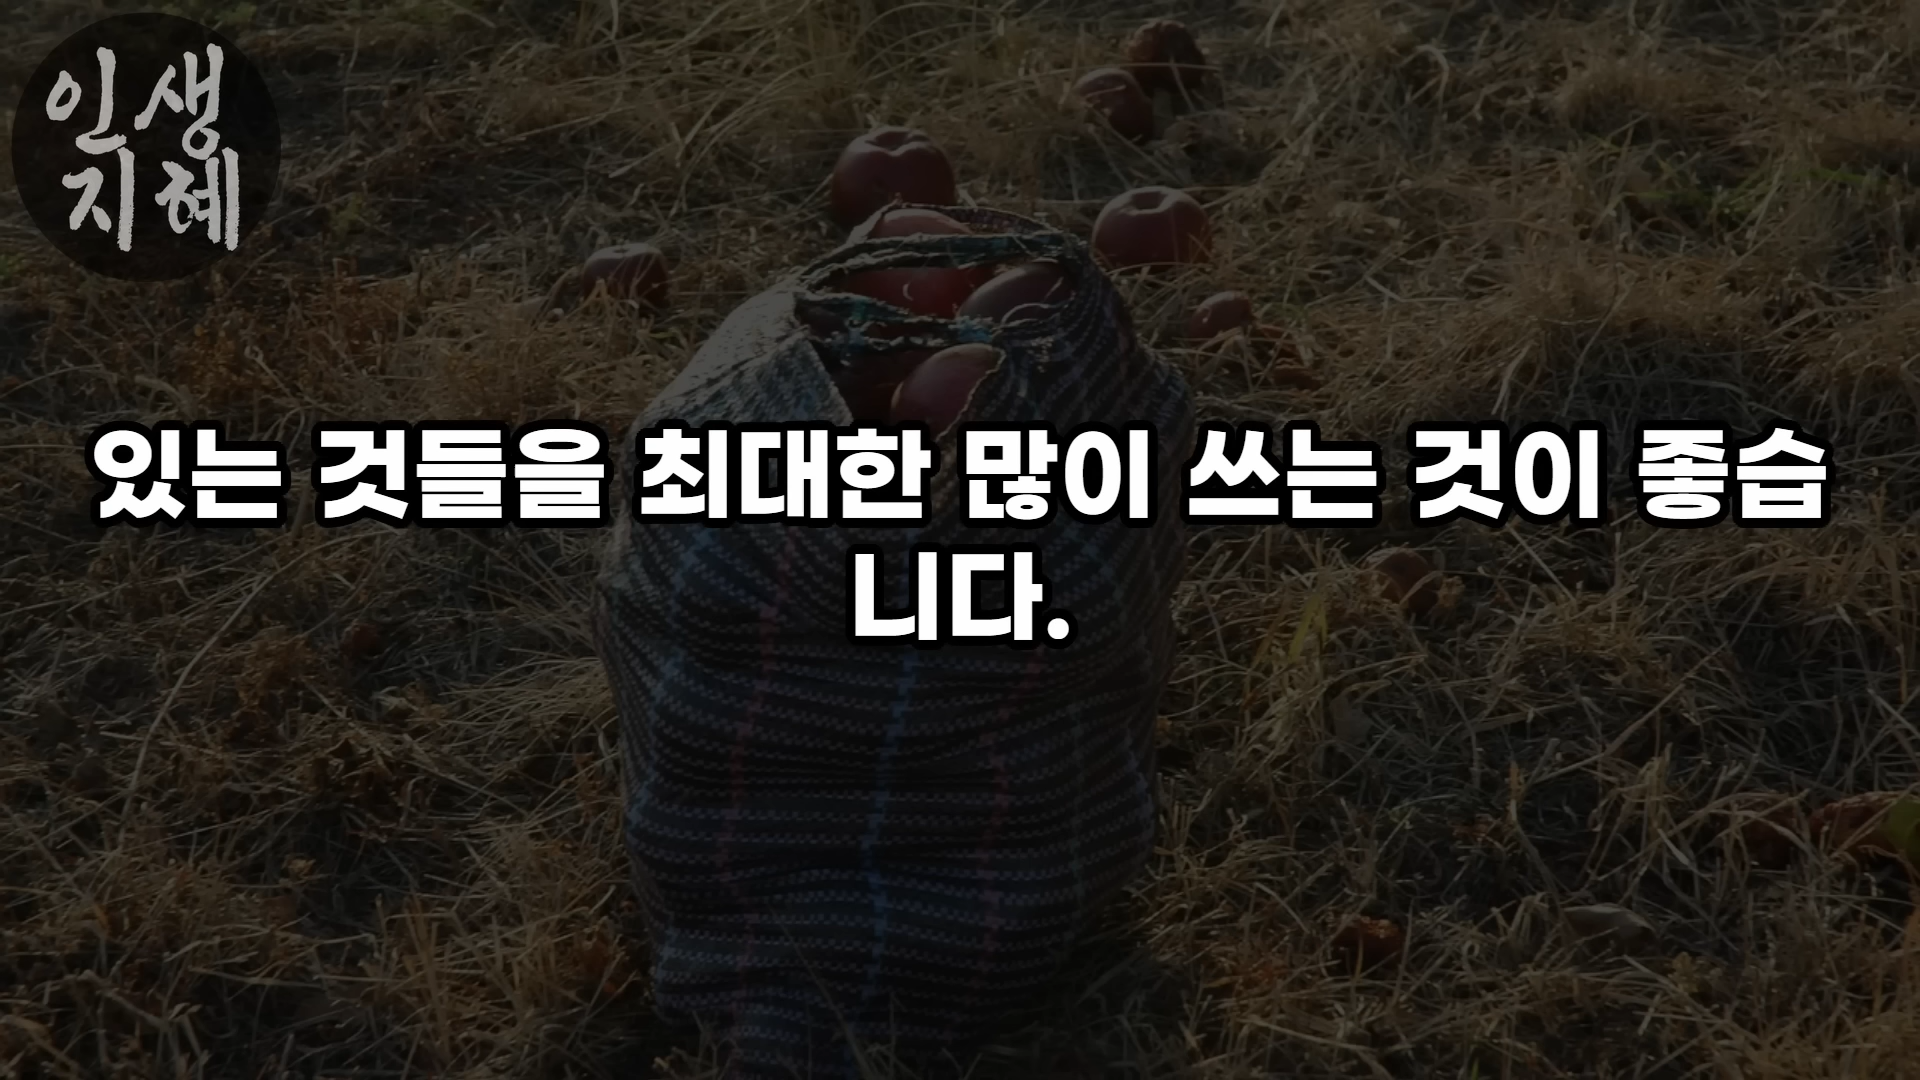 인생
지혜
있는 것들을 최대한 많이 쓰는 것이 좋습
니다.